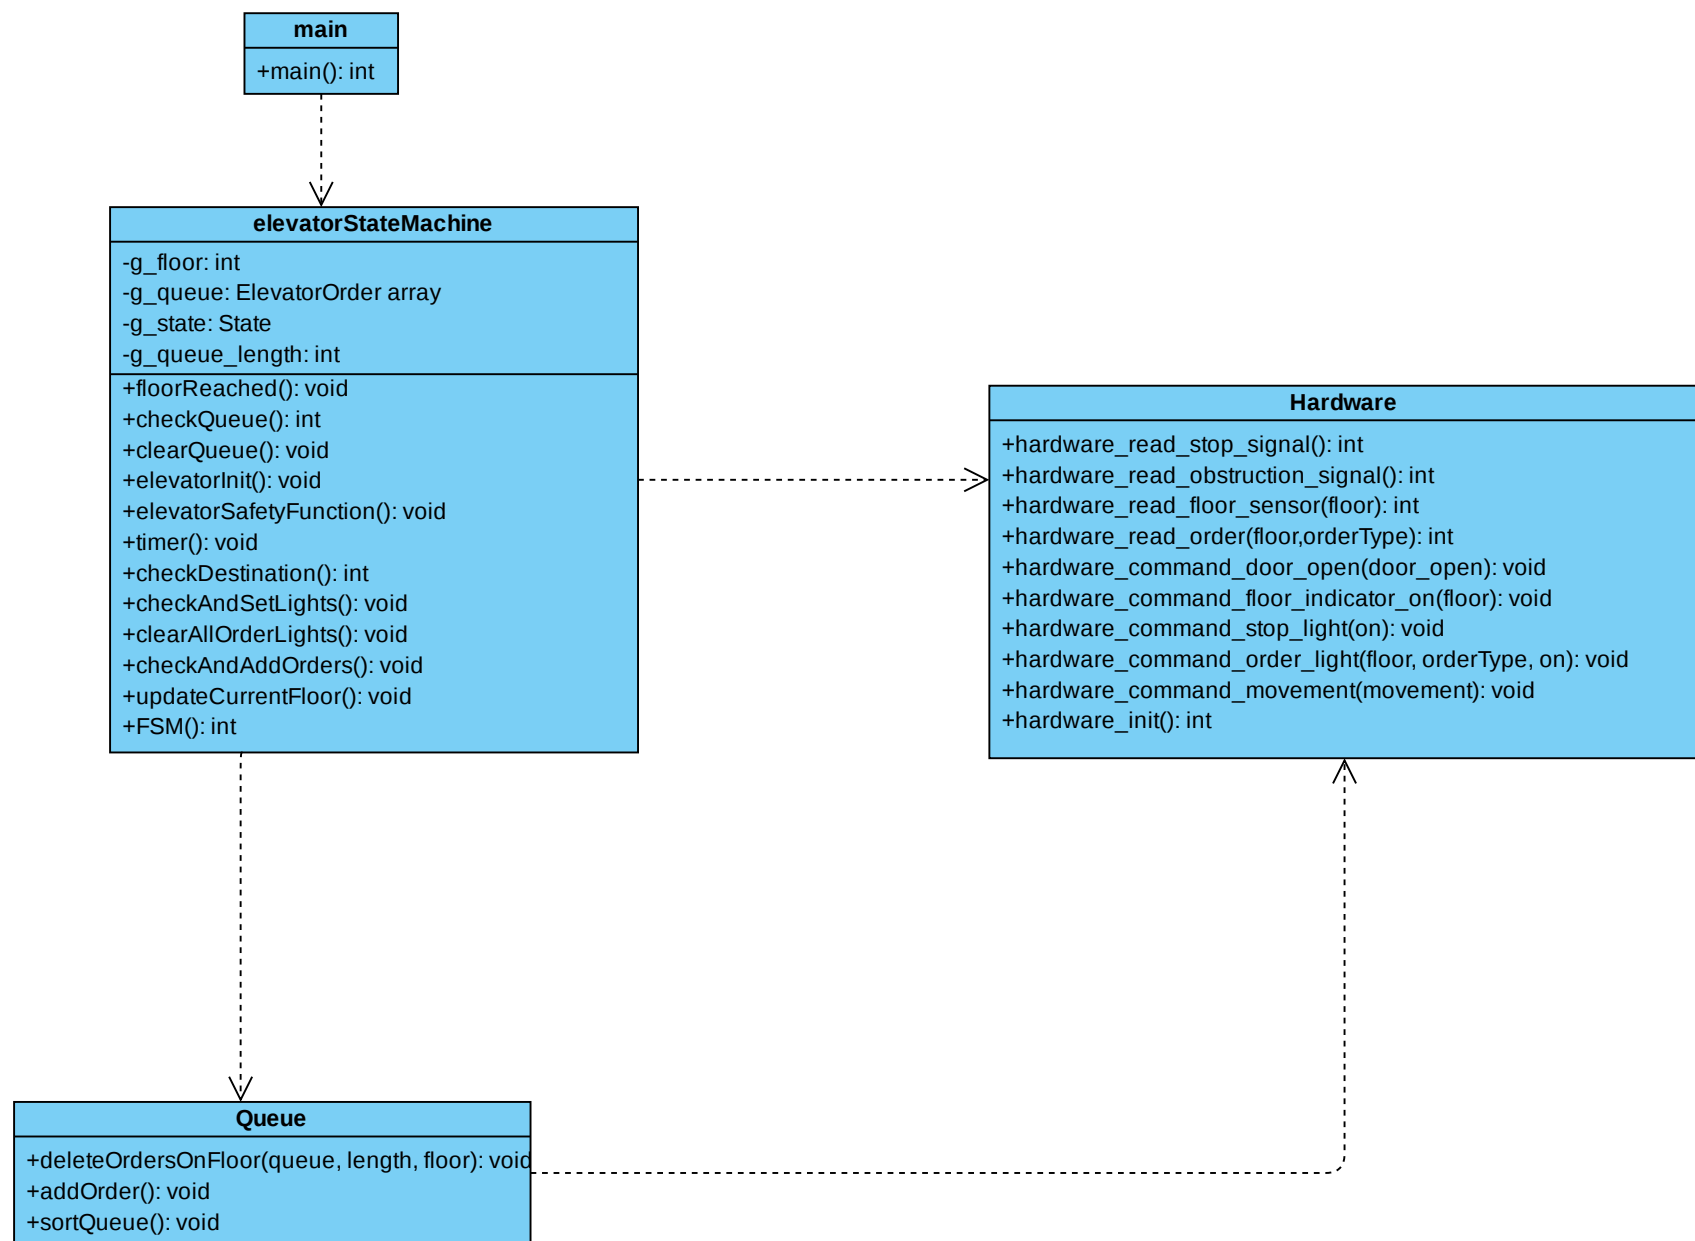 main
+main(): int
elevatorStateMachine
-g_floor: int
-g_queue: ElevatorOrder array
-g_state: State
-g_queue_length: int
+floorReached(): void
+checkQueue(): int
+clearQueue(): void
+elevatorInit(): void
+elevatorSafetyFunction(): void
+timer(): void
+checkDestination(): int
+checkAndSetLights(): void
+clearAllOrderLights(): void
+checkAndAddOrders(): void
+updateCurrentFloor(): void
+FSM(): int
Hardware
+hardware_read_stop_signal(): int
+hardware_read_obstruction_signal(): int
+hardware_read_floor_sensor(floor): int
+hardware_read_order(floor,orderType): int
+hardware_command_door_open(door_open): void
+hardware_command_floor_indicator_on(floor): void
+hardware_command_stop_light(on): void
+hardware_command_order_light(floor, orderType, on): void
+hardware_command_movement(movement): void
+hardware_init(): int
Queue
+deleteOrdersOnFloor(queue, length, floor): void
+addOrder(): void
+sortQueue(): void